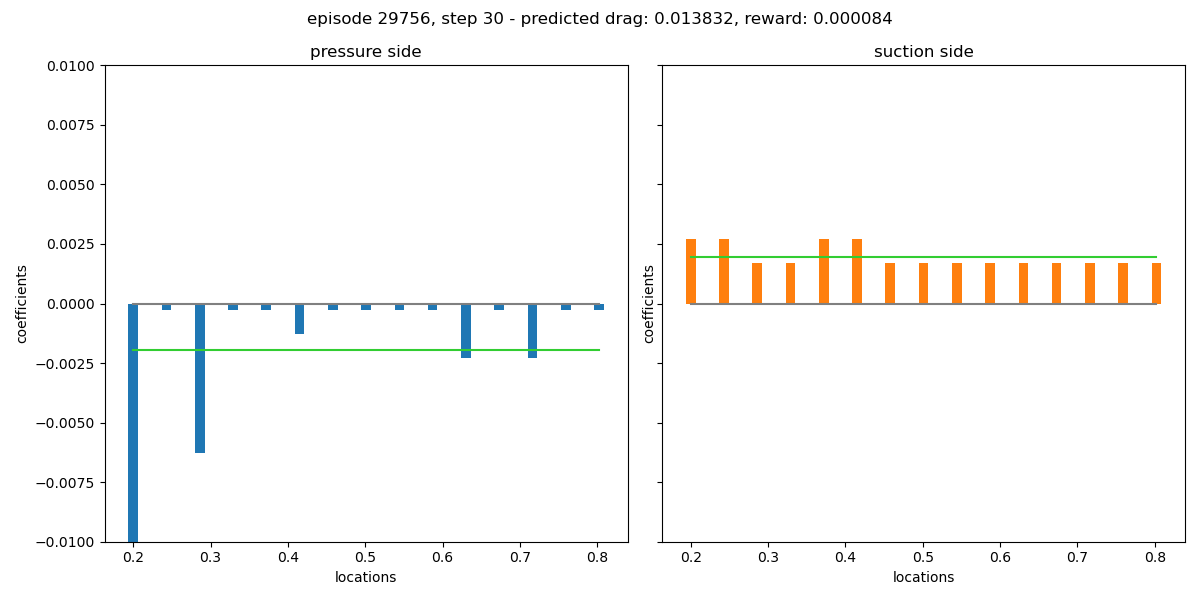 episode 29756, step 30 - predicted drag: 0.013832, reward: 0.000084
pressure side
suction side
0.0100
0.0075
0.0050
0.0025
0.0000
−0.0025
−0.0050
−0.0075
−0.0100
coefficients
coefficients
0.2 0.3 0.4 0.5 0.6 0.7 0.8
0.2 0.3 0.4 0.5 0.6 0.7 0.8
locations
locations